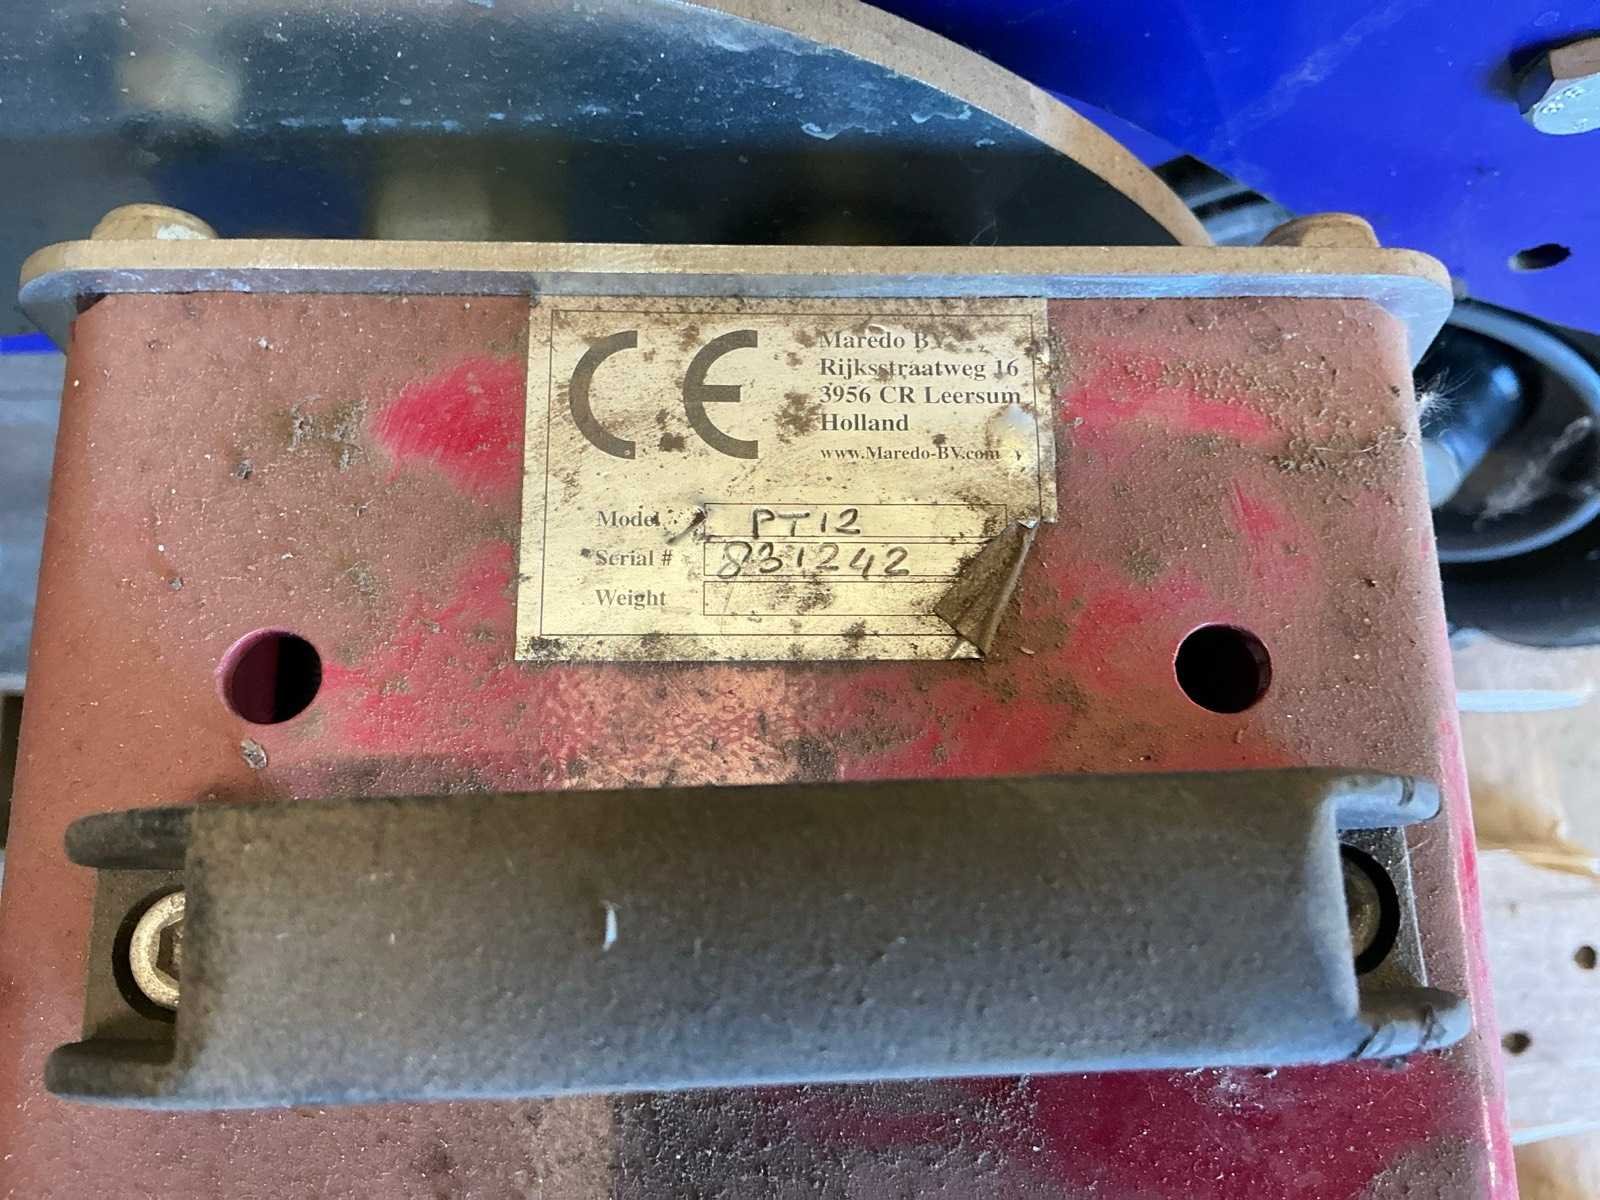 CE
Maredo BV
Rijksstraatweg 16
3956 CR Leersum
Holland
www.Maredo-BV.com
Model PT12
Serial # 831242
Weight